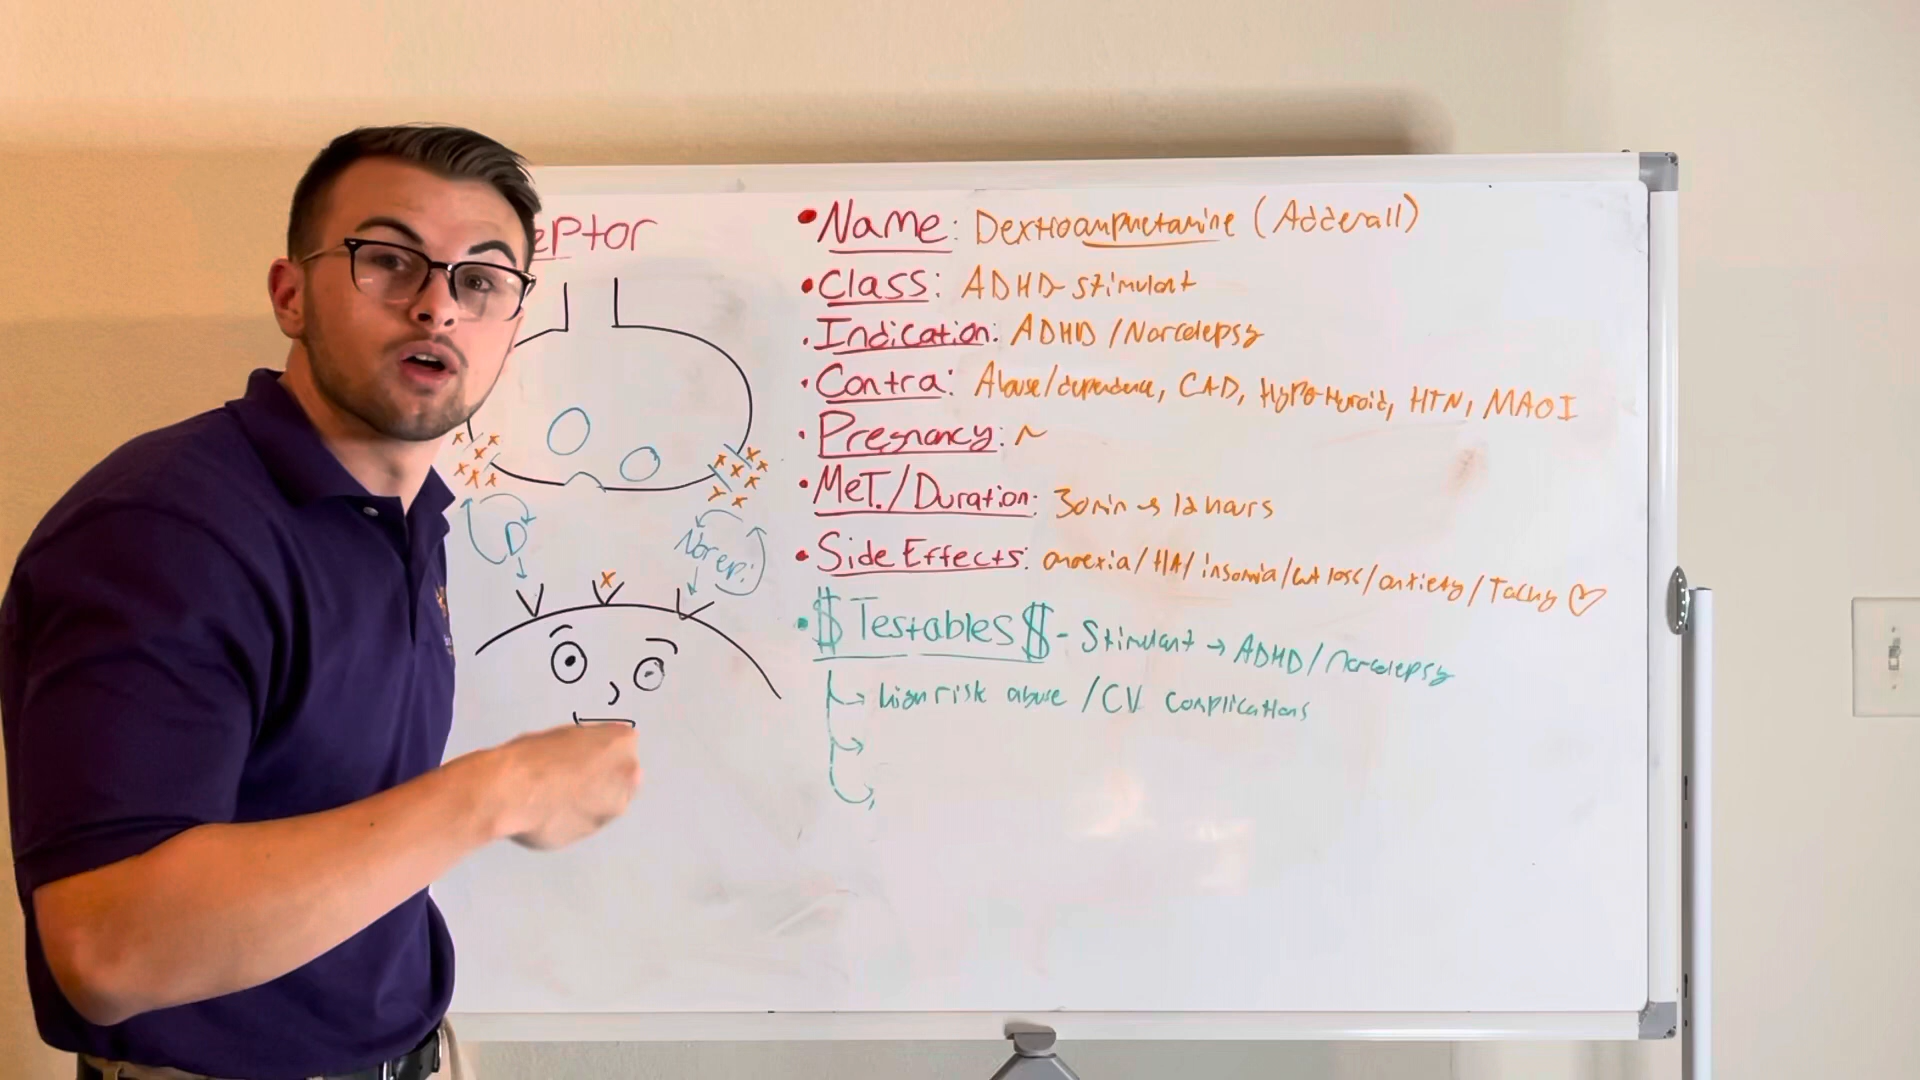 eptor
• Name: Dextroamphetamine (Adderall)
• Class: ADHD-stimulant
• Indication: ADHD / Narcolepsy
• Contra: Abuse/dependence, CAD, Hypothyroid, HTN, MAOI
• Pregnancy: ~
• Met./Duration: 30min → 12 hours
• Side Effects: anorexia/HA/insomnia/wt loss/anxiety/Tachy ♡
• $ Testables $ - Stimulant → ADHD/Narcolepsy
↳ high risk abuse /CV complications
D
Norepi